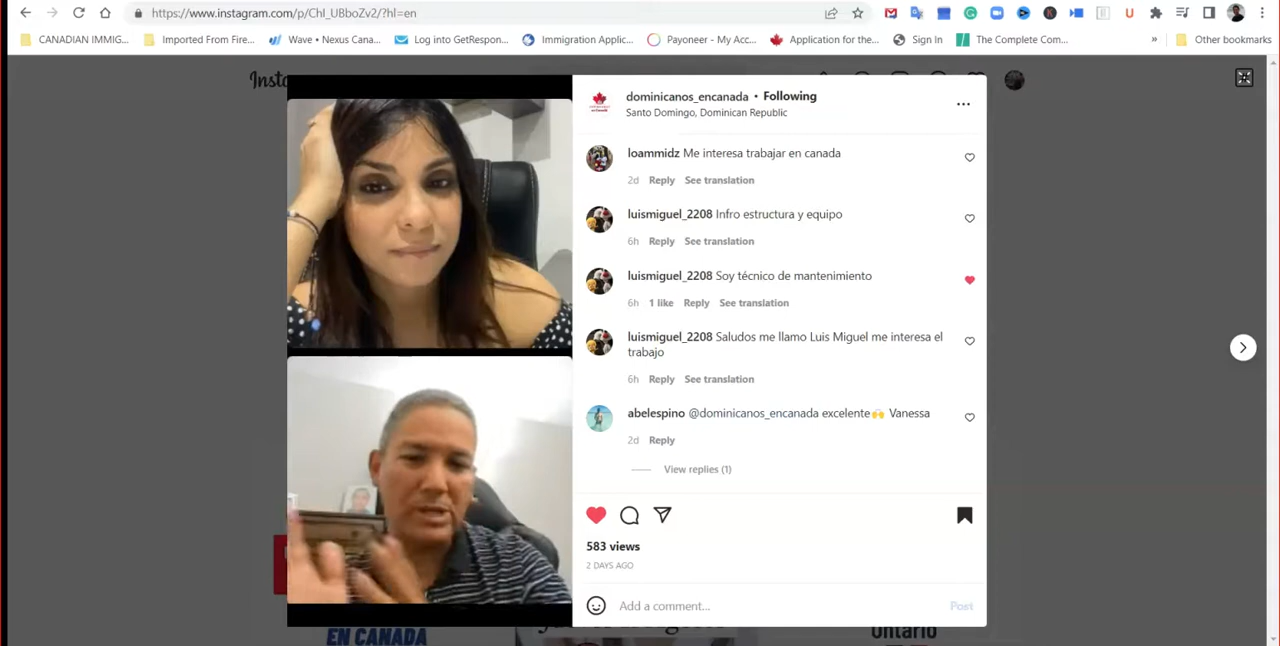 https://www.instagram.com/p/ChI_UBboZv2/?hl=en
CANADIAN IMMIG...
Imported From Fire...
Wave • Nexus Cana...
Log into GetRespon...
Immigration Applic...
Payoneer - My Acc...
Application for the...
Sign In
The Complete Com...
»
Other bookmarks
dominicanos_encanada • Following
Santo Domingo, Dominican Republic
loammidz Me interesa trabajar en canada
2d Reply See translation
luismiguel_2208 Infro estructura y equipo
6h Reply See translation
luismiguel_2208 Soy técnico de mantenimiento
6h 1 like Reply See translation
luismiguel_2208 Saludos me llamo Luis Miguel me interesa el
trabajo
6h Reply See translation
abelespino @dominicanos_encanada excelente🙌 Vanessa
2d Reply
View replies (1)
583 views
2 DAYS AGO
Add a comment...
Post
EN CANADA
Ontario